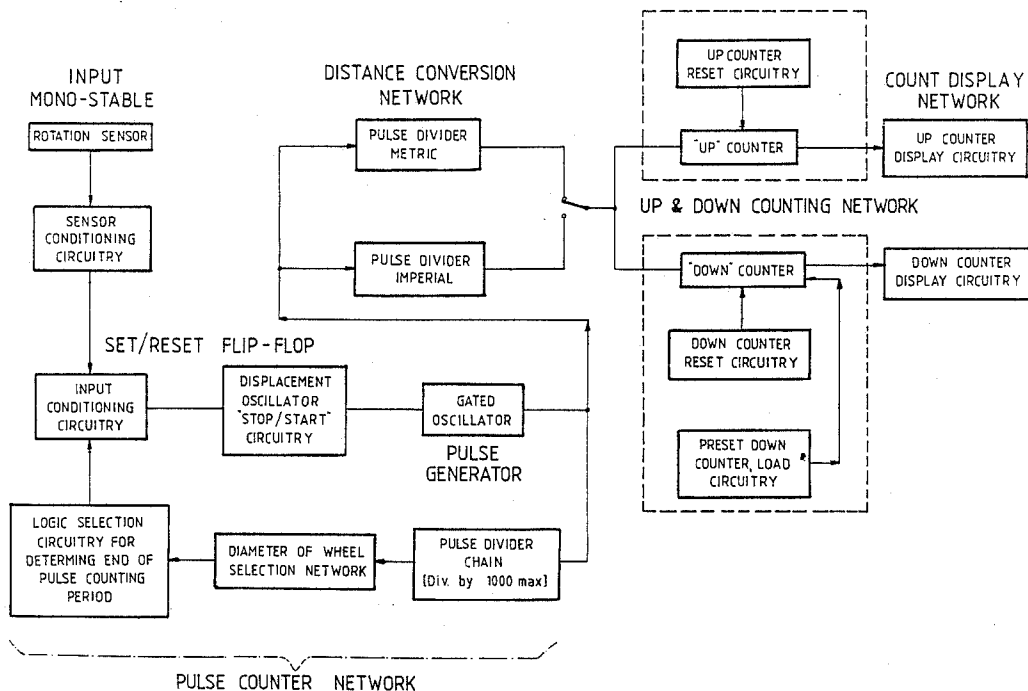 INPUT
MONO-STABLE
ROTATION SENSOR
SENSOR
CONDITIONING
CIRCUITRY
DISTANCE CONVERSION
NETWORK
PULSE DIVIDER
METRIC
PULSE DIVIDER
IMPERIAL
UP COUNTER
RESET CIRCUITRY
"UP" COUNTER
COUNT DISPLAY
NETWORK
UP COUNTER
DISPLAY CIRCUITRY
UP & DOWN COUNTING NETWORK
"DOWN" COUNTER
DOWN COUNTER
DISPLAY CIRCUITRY
DOWN COUNTER
RESET CIRCUITRY
PRESET DOWN
COUNTER, LOAD
CIRCUITRY
SET/RESET FLIP-FLOP
INPUT
CONDITIONING
CIRCUITRY
DISPLACEMENT
OSCILLATOR
"STOP/START"
CIRCUITRY
GATED
OSCILLATOR
PULSE
GENERATOR
LOGIC SELECTION
CIRCUITRY FOR
DETERMING END OF
PULSE COUNTING
PERIOD
DIAMETER OF WHEEL
SELECTION NETWORK
PULSE DIVIDER
CHAIN
(Div. by 1000 max)
PULSE COUNTER NETWORK